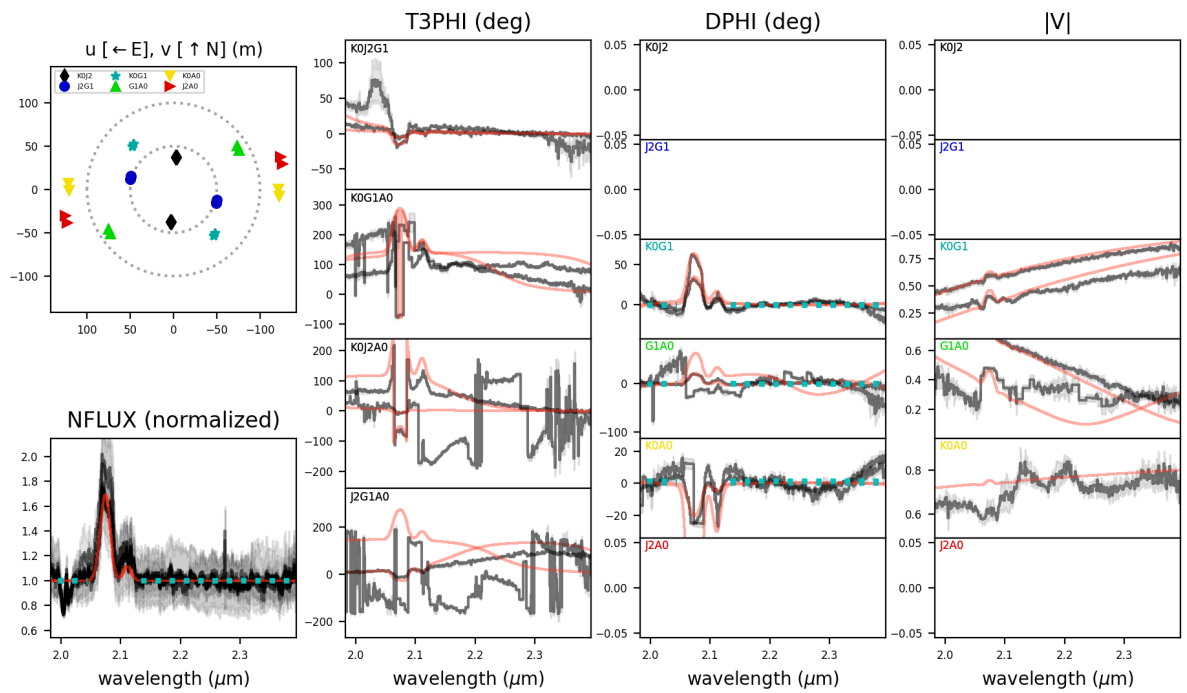 T3PHI (deg)
DPHI (deg)
|V|
u [←E], v [↑N] (m)
K0J2 K0G1 K0A0
J2G1 G1A0 J2A0
100
50
0
−50
−100
100 50 0 −50 −100
NFLUX (normalized)
2.0
1.8
1.6
1.4
1.2
1.0
0.8
0.6
2.0 2.1 2.2 2.3
wavelength (μm)
K0J2G1
100
50
0
−50
K0G1A0
300
200
100
0
−100
K0J2A0
200
100
0
−100
−200
J2G1A0
200
0
−200
2.0 2.1 2.2 2.3
wavelength (μm)
K0J2
0.05
0.00
−0.05
J2G1
0.05
0.00
−0.05
K0G1
50
0
G1A0
0
−100
K0A0
20
0
−20
J2A0
0.05
0.00
−0.05
2.0 2.1 2.2 2.3
wavelength (μm)
K0J2
0.05
0.00
−0.05
J2G1
0.05
0.00
−0.05
K0G1
0.75
0.50
0.25
G1A0
0.6
0.4
0.2
K0A0
0.8
0.6
J2A0
0.05
0.00
−0.05
2.0 2.1 2.2 2.3
wavelength (μm)